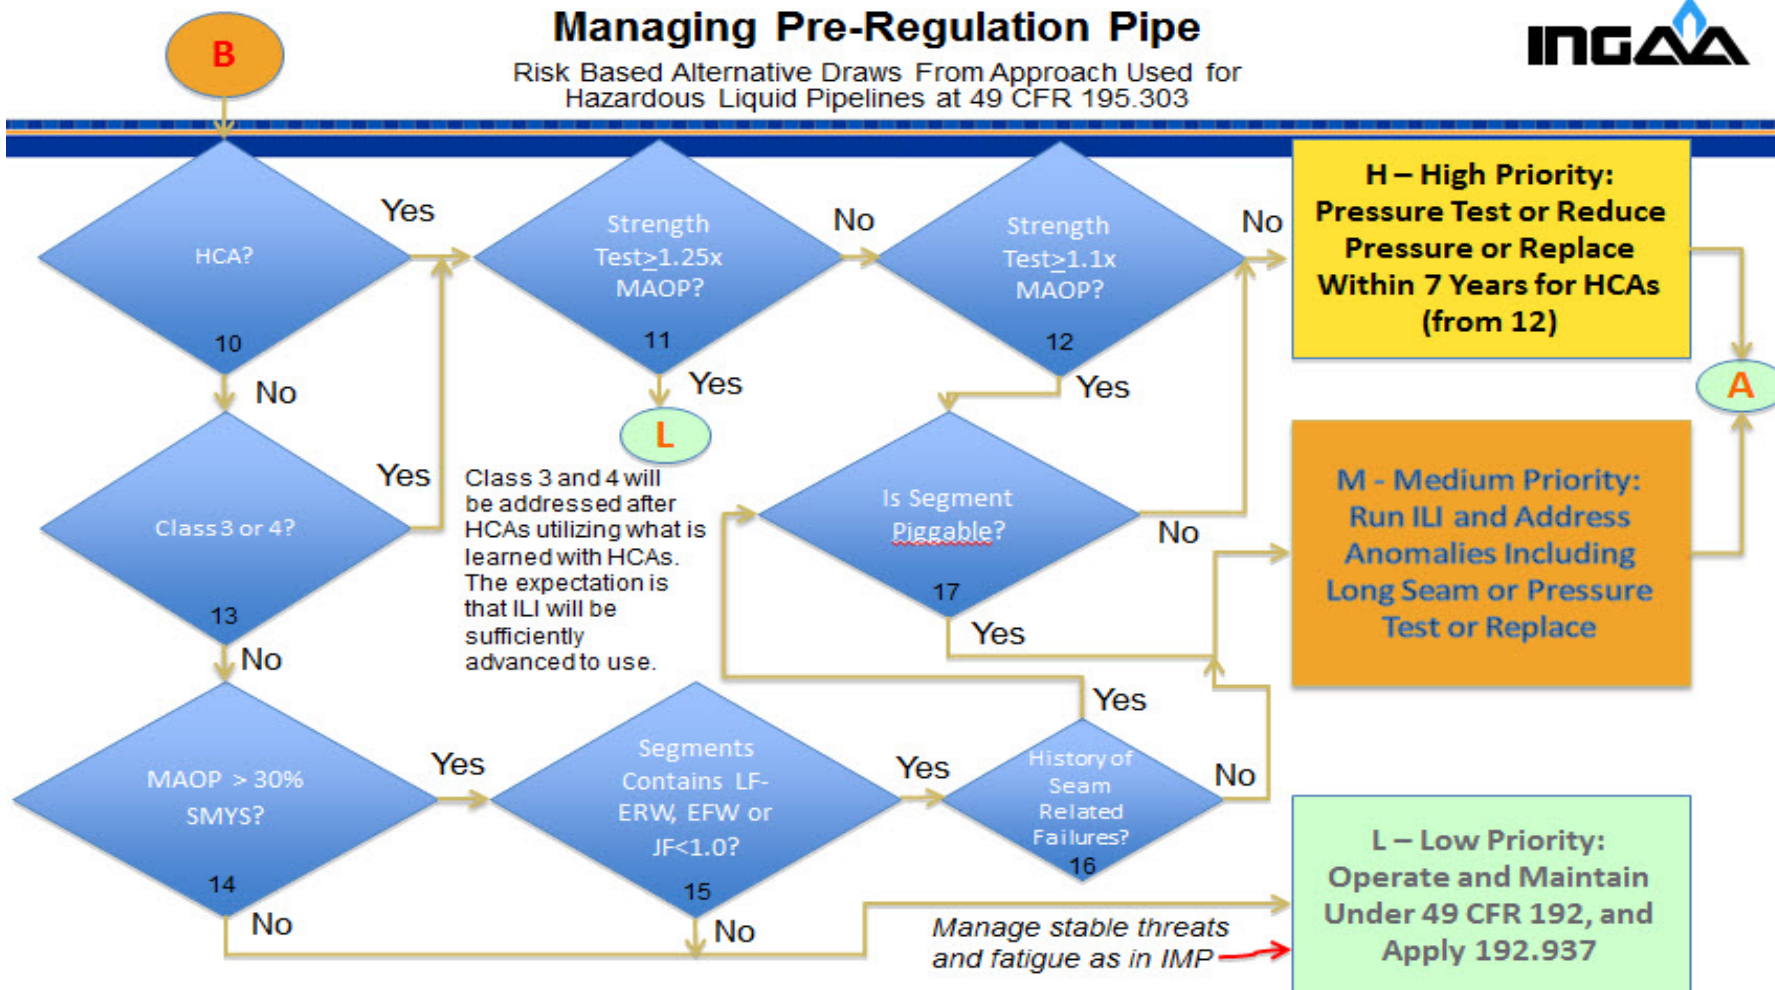 Managing Pre-Regulation Pipe
Risk Based Alternative Draws From Approach Used for
Hazardous Liquid Pipelines at 49 CFR 195.303
INGAA
B
HCA?
10
Yes
No
Strength
Test≥1.25x
MAOP?
11
No
Yes
L
Strength
Test≥1.1x
MAOP?
12
No
Yes
H – High Priority:
Pressure Test or Reduce
Pressure or Replace
Within 7 Years for HCAs
(from 12)
A
Class 3 or 4?
13
Yes
No
Class 3 and 4 will
be addressed after
HCAs utilizing what is
learned with HCAs.
The expectation is
that ILI will be
sufficiently
advanced to use.
Is Segment
Piggable?
17
No
Yes
M - Medium Priority:
Run ILI and Address
Anomalies Including
Long Seam or Pressure
Test or Replace
MAOP > 30%
SMYS?
14
Yes
No
Segments
Contains LF-
ERW, EFW or
JF<1.0?
15
Yes
No
History of
Seam
Related
Failures?
16
Yes
No
Manage stable threats
and fatigue as in IMP
L – Low Priority:
Operate and Maintain
Under 49 CFR 192, and
Apply 192.937